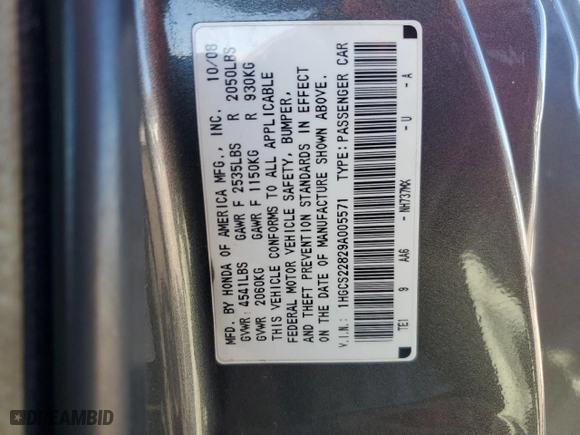 MFD. BY HONDA OF AMERICA MFG., INC. 10/08
GVWR: 4541LBS GAWR F 2535LBS R 2050LBS
GVWR 2060KG GAWR F 1150KG R 930KG
THIS VEHICLE CONFORMS TO ALL APPLICABLE
FEDERAL MOTOR VEHICLE SAFETY, BUMPER,
AND THEFT PREVENTION STANDARDS IN EFFECT
ON THE DATE OF MANUFACTURE SHOWN ABOVE.
V.I.N.: 1HGCS22829A005571 TYPE: PASSENGER CAR
TE1 9 AA6 - NH737MX - U - A
DREAMBID